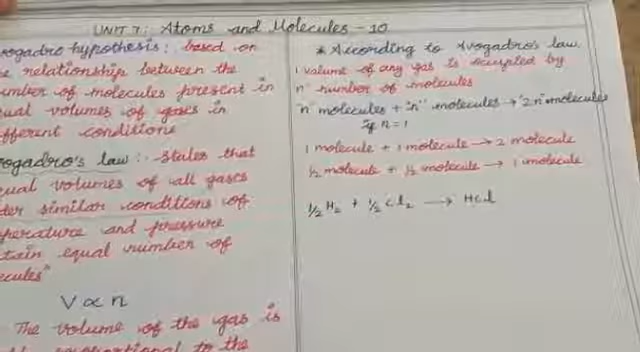 UNIT 7: Atoms and Molecules - 10
vogadro hypothesis: based on
e relationship between the
umber of molecules present in
ual volumes of gases in
fferent conditions
vogadro's law: states that
ual volumes of all gases
der similar conditions of
perature and pressure
tain equal number of
ecules"
V ∝ n
The volume of the gas is
to the
* According to Avogadro's law
1 volume of any gas is occupied by
"n" number of molecules
"n" molecules + "n" molecules → "2n" molecules
If n = 1
1 molecule + 1 molecule → 2 molecule
1/2 molecule + 1/2 molecule → 1 molecule
1/2 H₂ + 1/2 Cl₂ → HCl